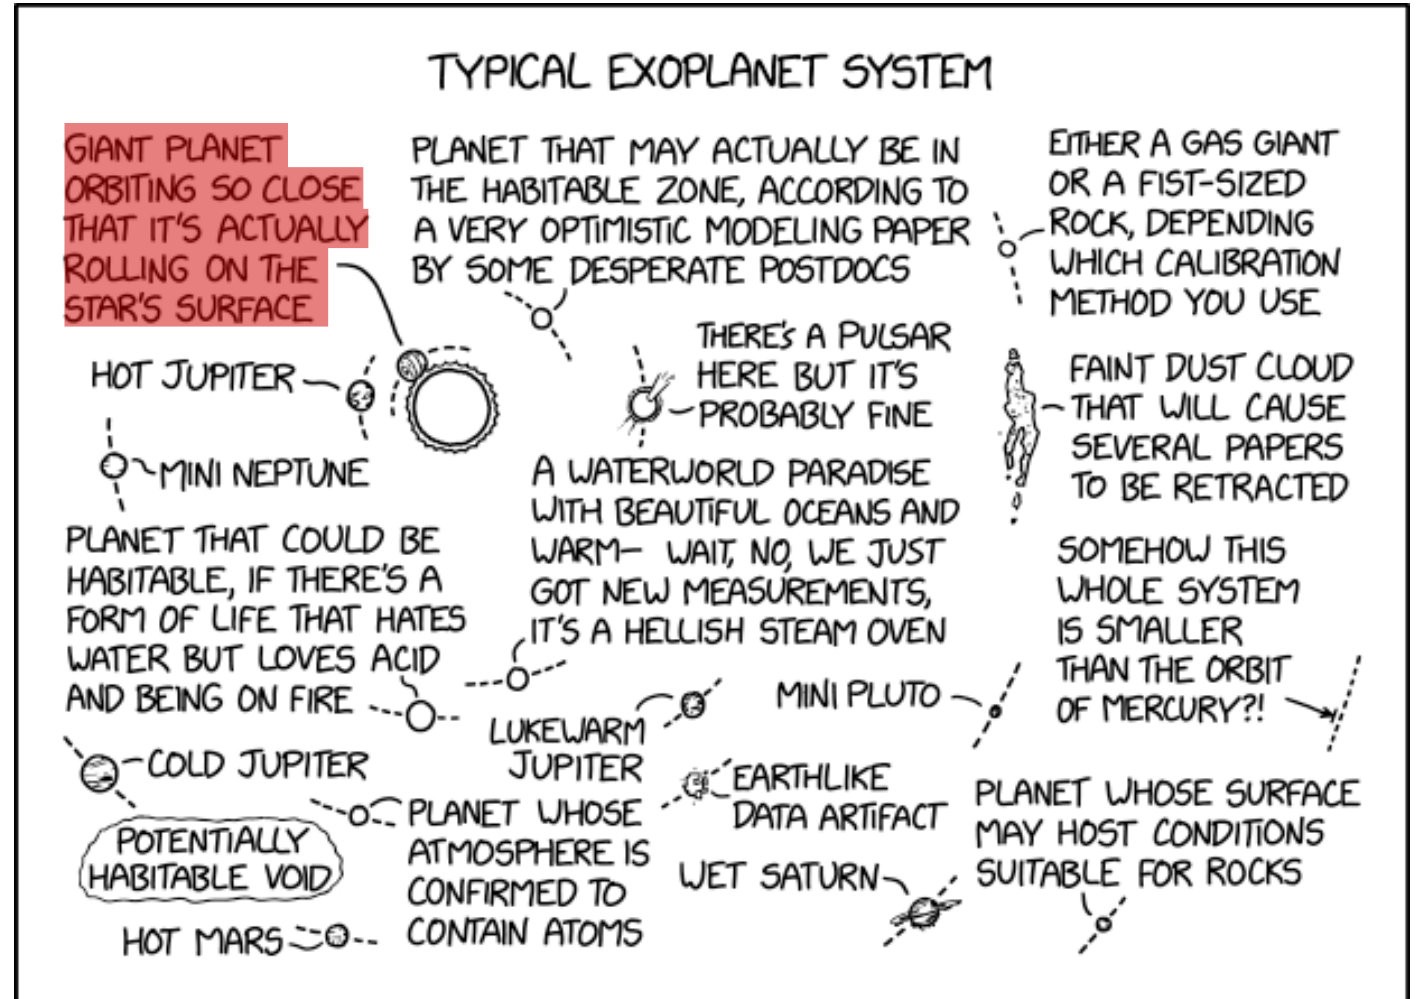 TYPICAL EXOPLANET SYSTEM
GIANT PLANET
ORBITING SO CLOSE
THAT IT'S ACTUALLY
ROLLING ON THE
STAR'S SURFACE
PLANET THAT MAY ACTUALLY BE IN
THE HABITABLE ZONE, ACCORDING TO
A VERY OPTIMISTIC MODELING PAPER
BY SOME DESPERATE POSTDOCS
EITHER A GAS GIANT
OR A FIST-SIZED
ROCK, DEPENDING
WHICH CALIBRATION
METHOD YOU USE
HOT JUPITER
THERE'S A PULSAR
HERE BUT IT'S
PROBABLY FINE
FAINT DUST CLOUD
THAT WILL CAUSE
SEVERAL PAPERS
TO BE RETRACTED
MINI NEPTUNE
A WATERWORLD PARADISE
WITH BEAUTIFUL OCEANS AND
WARM— WAIT, NO, WE JUST
GOT NEW MEASUREMENTS,
IT'S A HELLISH STEAM OVEN
PLANET THAT COULD BE
HABITABLE, IF THERE'S A
FORM OF LIFE THAT HATES
WATER BUT LOVES ACID
AND BEING ON FIRE
SOMEHOW THIS
WHOLE SYSTEM
IS SMALLER
THAN THE ORBIT
OF MERCURY?!
LUKEWARM
JUPITER
MINI PLUTO
COLD JUPITER
EARTHLIKE
DATA ARTIFACT
PLANET WHOSE SURFACE
MAY HOST CONDITIONS
SUITABLE FOR ROCKS
POTENTIALLY
HABITABLE VOID
PLANET WHOSE
ATMOSPHERE IS
CONFIRMED TO
CONTAIN ATOMS
WET SATURN
HOT MARS